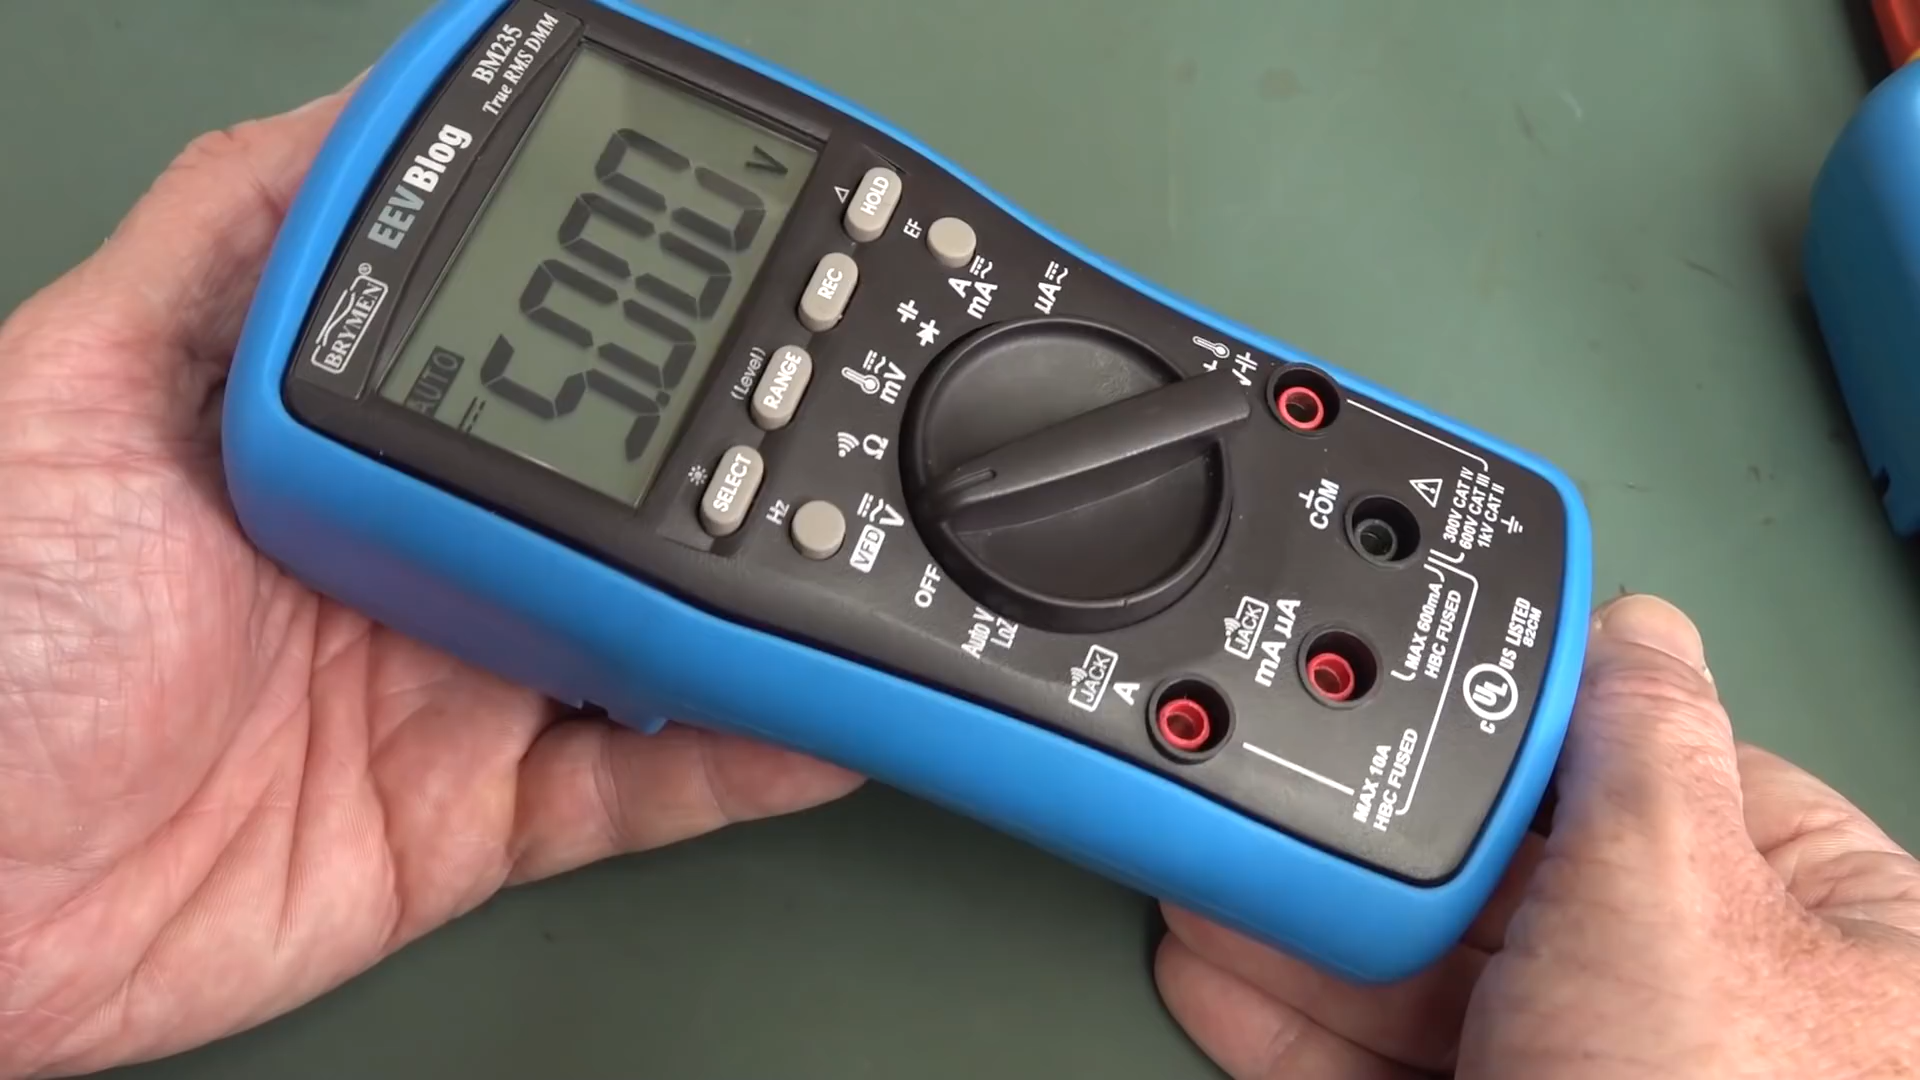 BM235
True RMS DMM
EEVBlog
BRYMEN®
AUTO
5.000 V
HOLD
REC
(Level)
RANGE
SELECT
EF
Hz
µA
A
mA
mV
Ω
VFD V
OFF
Auto V
LoZ
V
COM
300V CAT IV
600V CAT III
1kV CAT II
JACK
mA µA
MAX 600mA
HBC FUSED
JACK
A
MAX 10A
HBC FUSED
C UL US LISTED
92CM